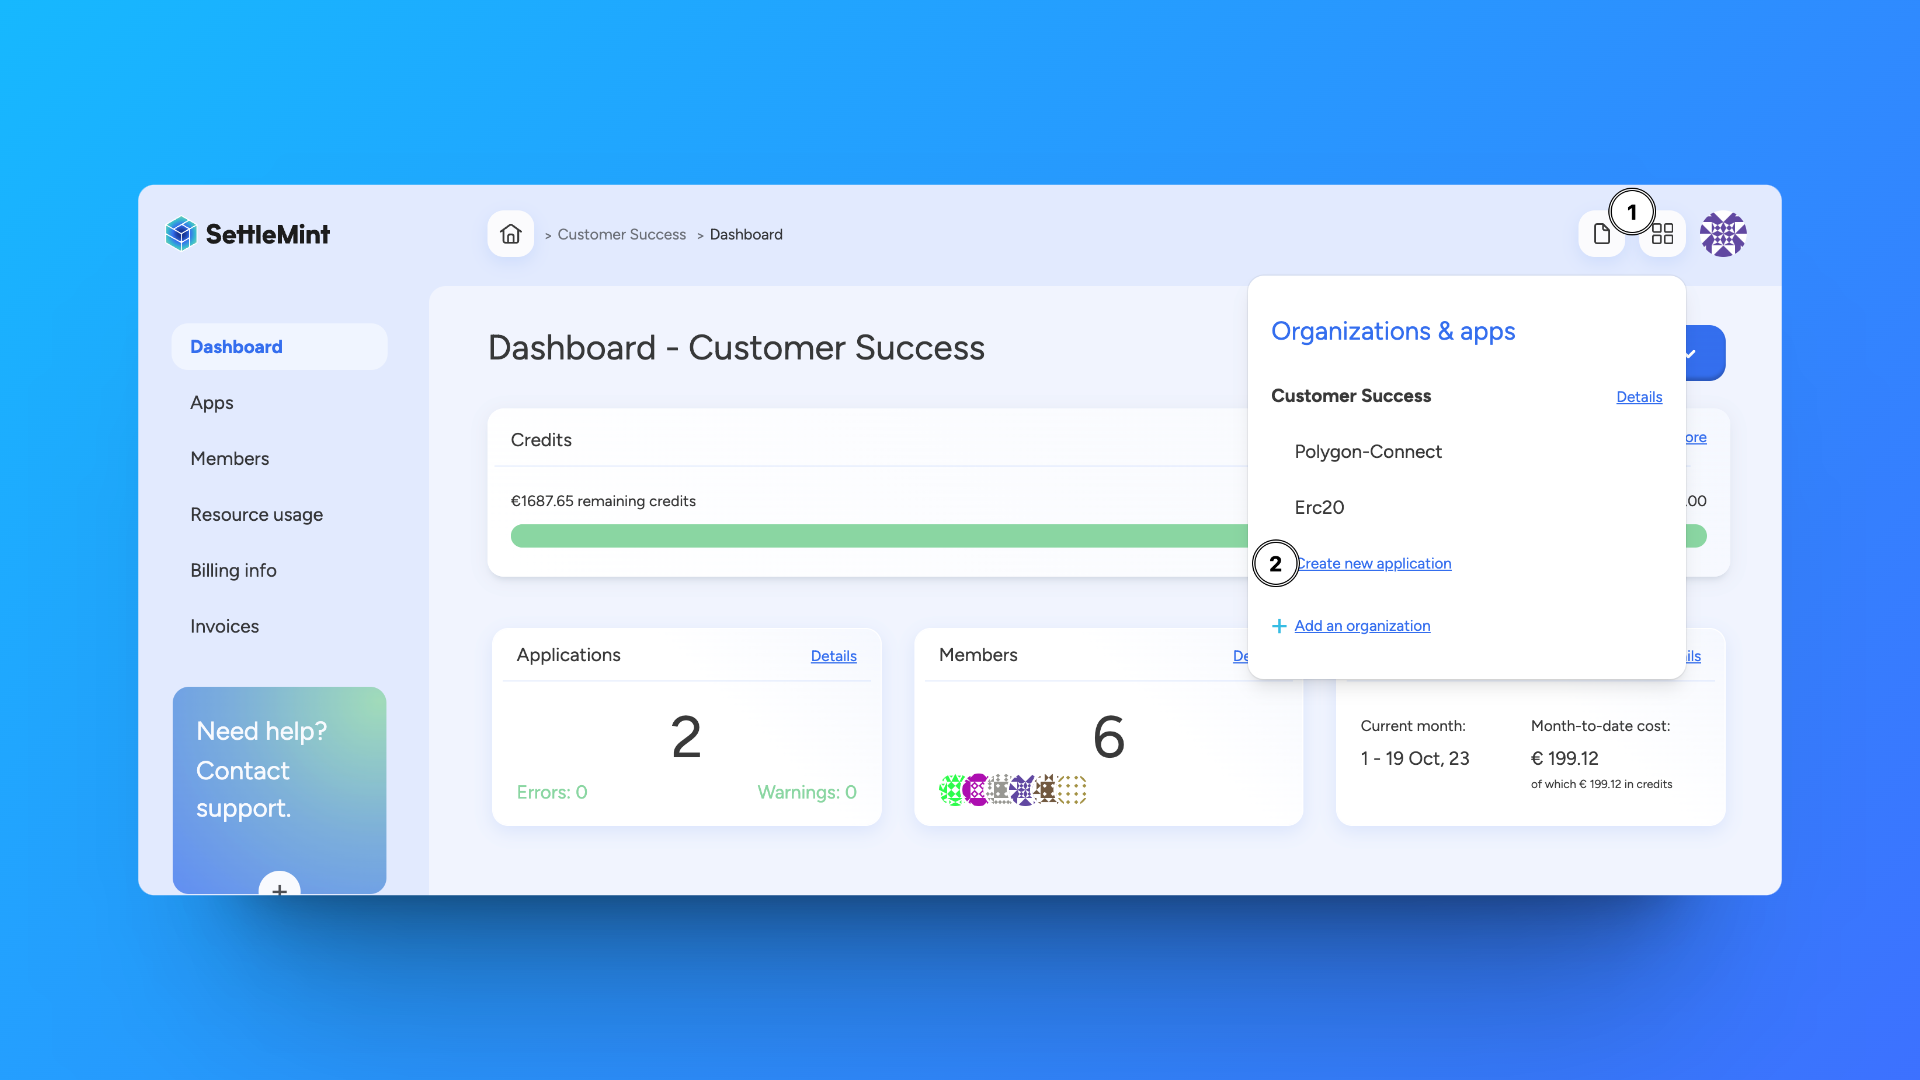 SettleMint
> Customer Success > Dashboard
1
Dashboard
Apps
Members
Resource usage
Billing info
Invoices
Need help?
Contact
support.
+
Dashboard - Customer Success
Credits
€1687.65 remaining credits
ore
.00
Organizations & apps
Customer Success
Details
Polygon-Connect
Erc20
2
Create new application
+ Add an organization
Applications
Details
2
Errors: 0
Warnings: 0
Members
De
6
ils
Current month:
1 - 19 Oct, 23
Month-to-date cost:
€ 199.12
of which € 199.12 in credits